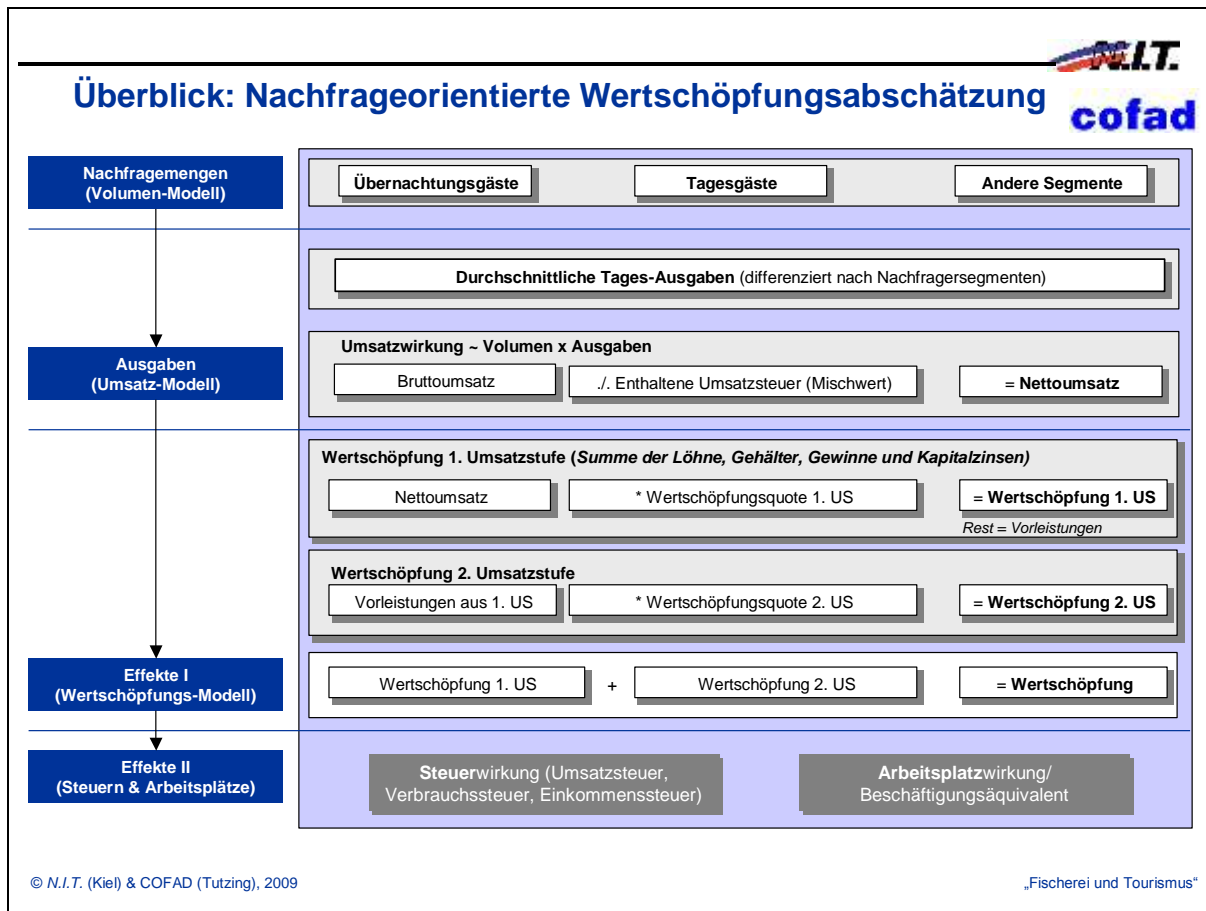 N.I.T.
Überblick: Nachfrageorientierte Wertschöpfungsabschätzung
cofad
Nachfragemengen
(Volumen-Modell)
Übernachtungsgäste
Tagesgäste
Andere Segmente
Durchschnittliche Tages-Ausgaben (differenziert nach Nachfragersegmenten)
Ausgaben
(Umsatz-Modell)
Umsatzwirkung ~ Volumen x Ausgaben
Bruttoumsatz
./. Enthaltene Umsatzsteuer (Mischwert)
= Nettoumsatz
Wertschöpfung 1. Umsatzstufe (Summe der Löhne, Gehälter, Gewinne und Kapitalzinsen)
Nettoumsatz
* Wertschöpfungsquote 1. US
= Wertschöpfung 1. US
Rest = Vorleistungen
Wertschöpfung 2. Umsatzstufe
Vorleistungen aus 1. US
* Wertschöpfungsquote 2. US
= Wertschöpfung 2. US
Effekte I
(Wertschöpfungs-Modell)
Wertschöpfung 1. US
+
Wertschöpfung 2. US
= Wertschöpfung
Effekte II
(Steuern & Arbeitsplätze)
Steuerwirkung (Umsatzsteuer,
Verbrauchssteuer, Einkommenssteuer)
Arbeitsplatzwirkung/
Beschäftigungsäquivalent
© N.I.T. (Kiel) & COFAD (Tutzing), 2009
„Fischerei und Tourismus“